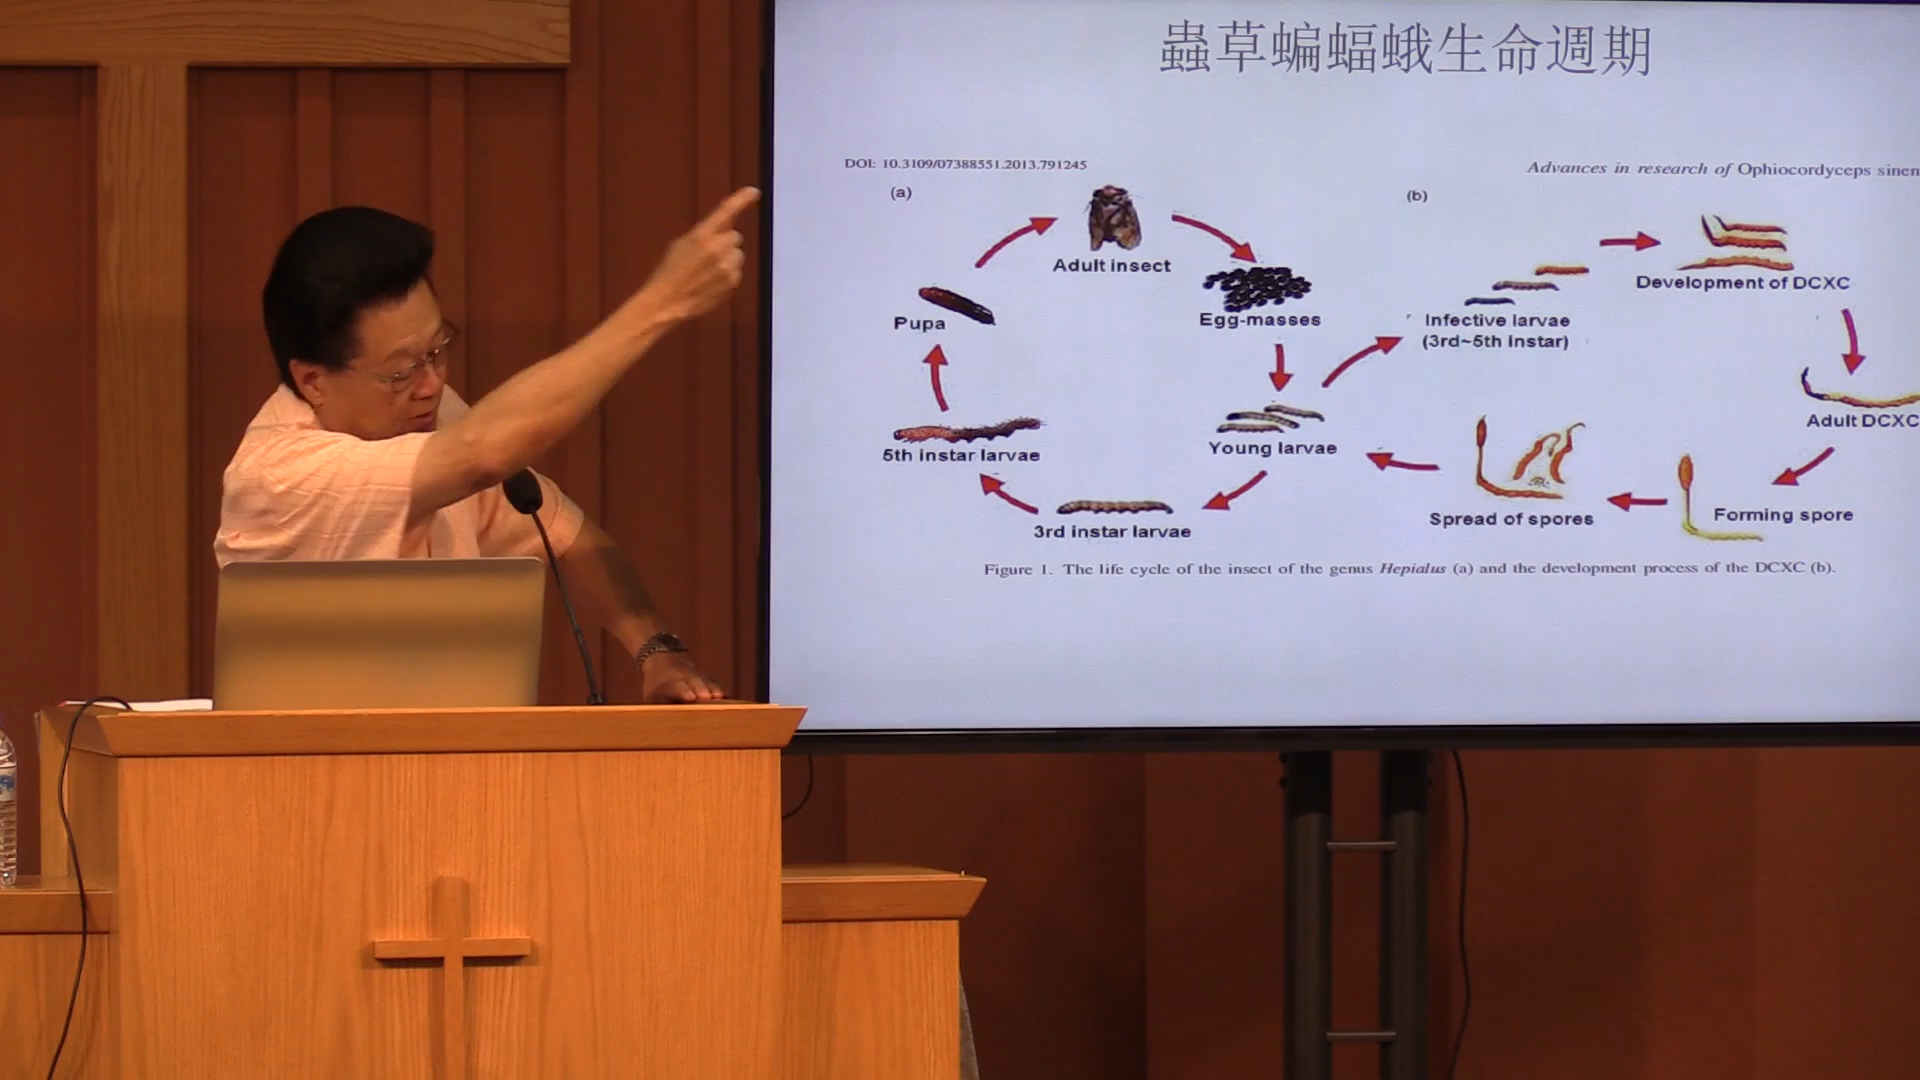 蟲草蝙蝠蛾生命週期
DOI: 10.3109/07388551.2013.791245
Advances in research of Ophiocordyceps sinen
(a)
(b)
Adult insect
Development of DCXC
Pupa
Egg-masses
Infective larvae
(3rd~5th instar)
Adult DCXC
5th instar larvae
Young larvae
Forming spore
Spread of spores
3rd instar larvae
Figure 1. The life cycle of the insect of the genus Hepialus (a) and the development process of the DCXC (b).